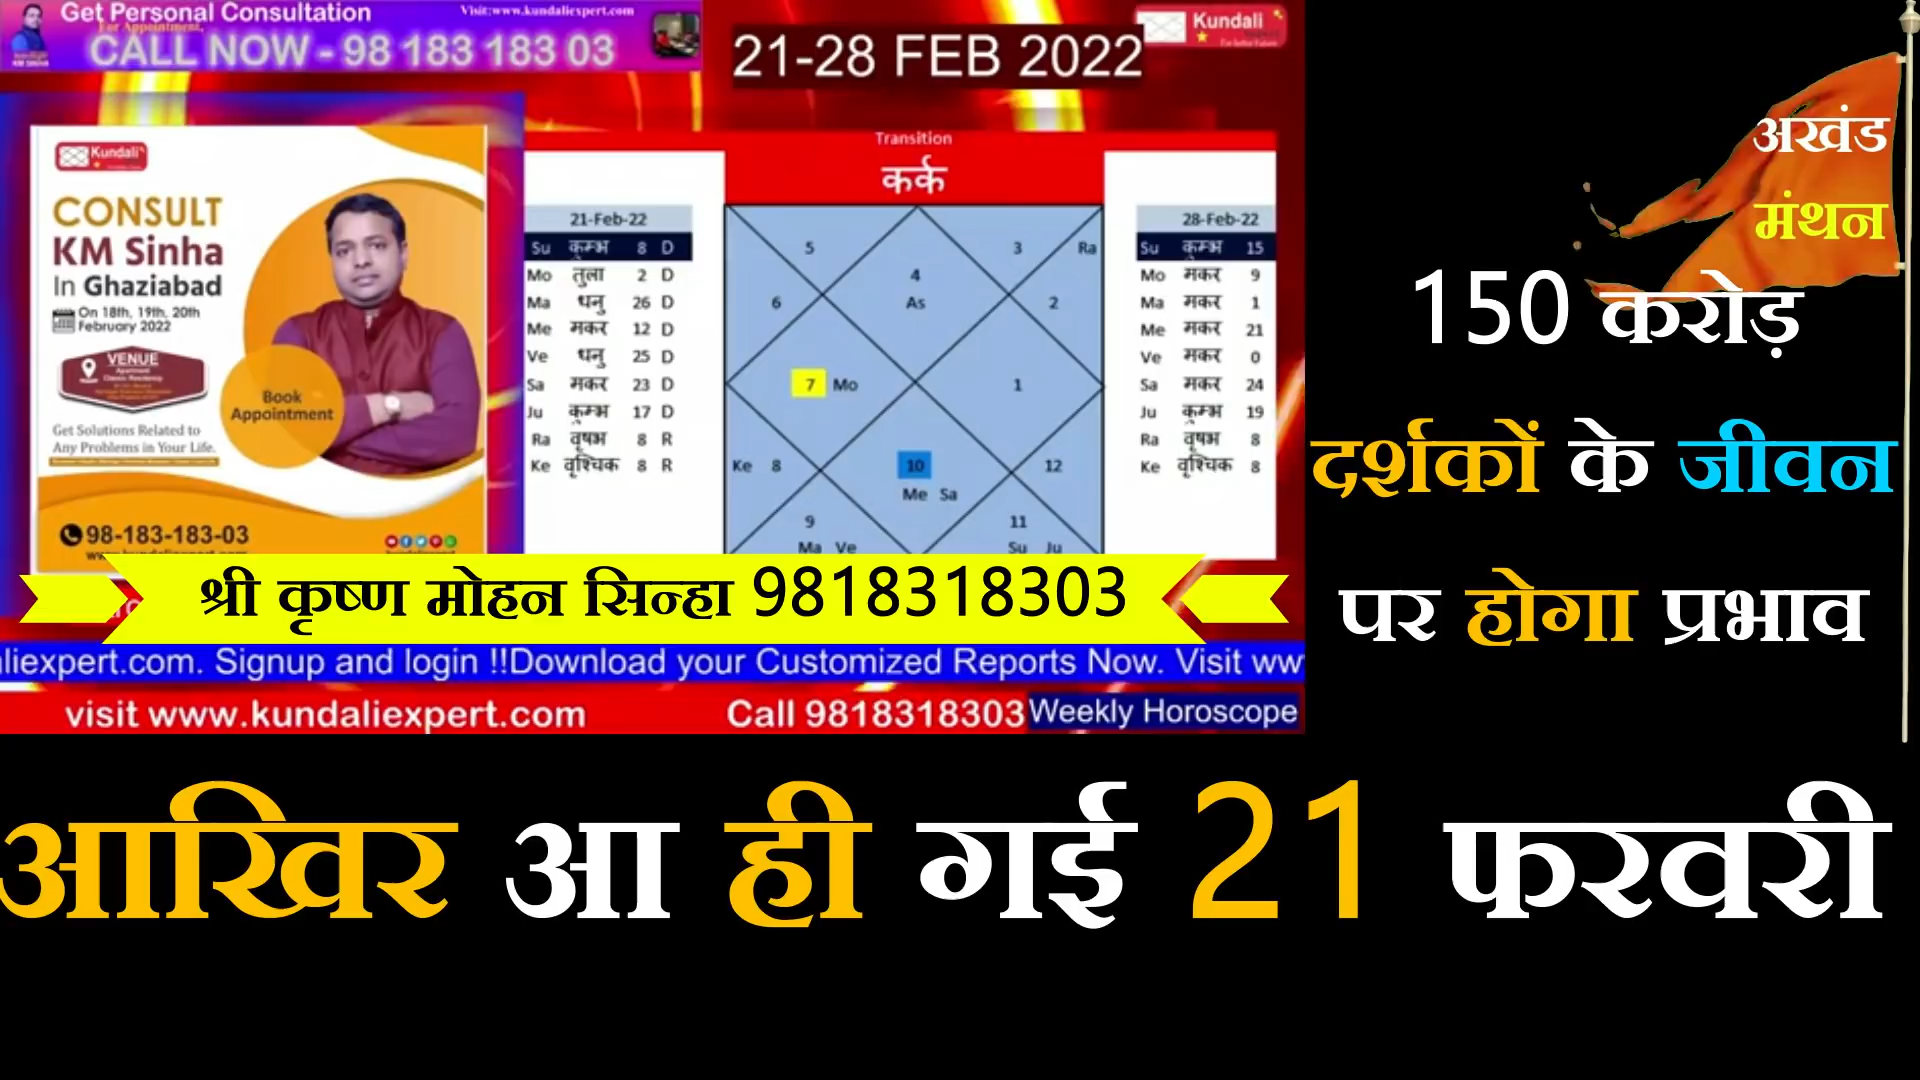 Get Personal Consultation
Visit:www.kundaliexpert.com
For Appointment,
CALL NOW - 98 183 183 03
KM SINHA
21-28 FEB 2022
Kundali
अखंड
मंथन
150 करोड़
दर्शकों के जीवन
पर होगा प्रभाव
Kundali
CONSULT
KM Sinha
In Ghaziabad
On 18th, 19th, 20th
February 2022
VENUE
Book
Appointment
Get Solutions Related to
Any Problems in Your Life.
98-183-183-03
Transition
कर्क
21-Feb-22
Su कुम्भ 8 D
Mo तुला 2 D
Ma धनु 26 D
Me मकर 12 D
Ve धनु 25 D
Sa मकर 23 D
Ju कुम्भ 17 D
Ra वृषभ 8 R
Ke वृश्चिक 8 R
5 3 Ra
4
6 As 2
7 Mo 1
Ke 8 10 12
Me Sa
9 11
Ma Ve Su Ju
28-Feb-22
Su कुम्भ 15
Mo मकर 9
Ma मकर 1
Me मकर 21
Ve मकर 0
Sa मकर 24
Ju कुम्भ 19
Ra वृषभ 8
Ke वृश्चिक 8
श्री कृष्ण मोहन सिन्हा 9818318303
liexpert.com. Signup and login !!Download your Customized Reports Now. Visit ww
visit www.kundaliexpert.com Call 9818318303 Weekly Horoscope
आखिर आ ही गई 21 फरवरी